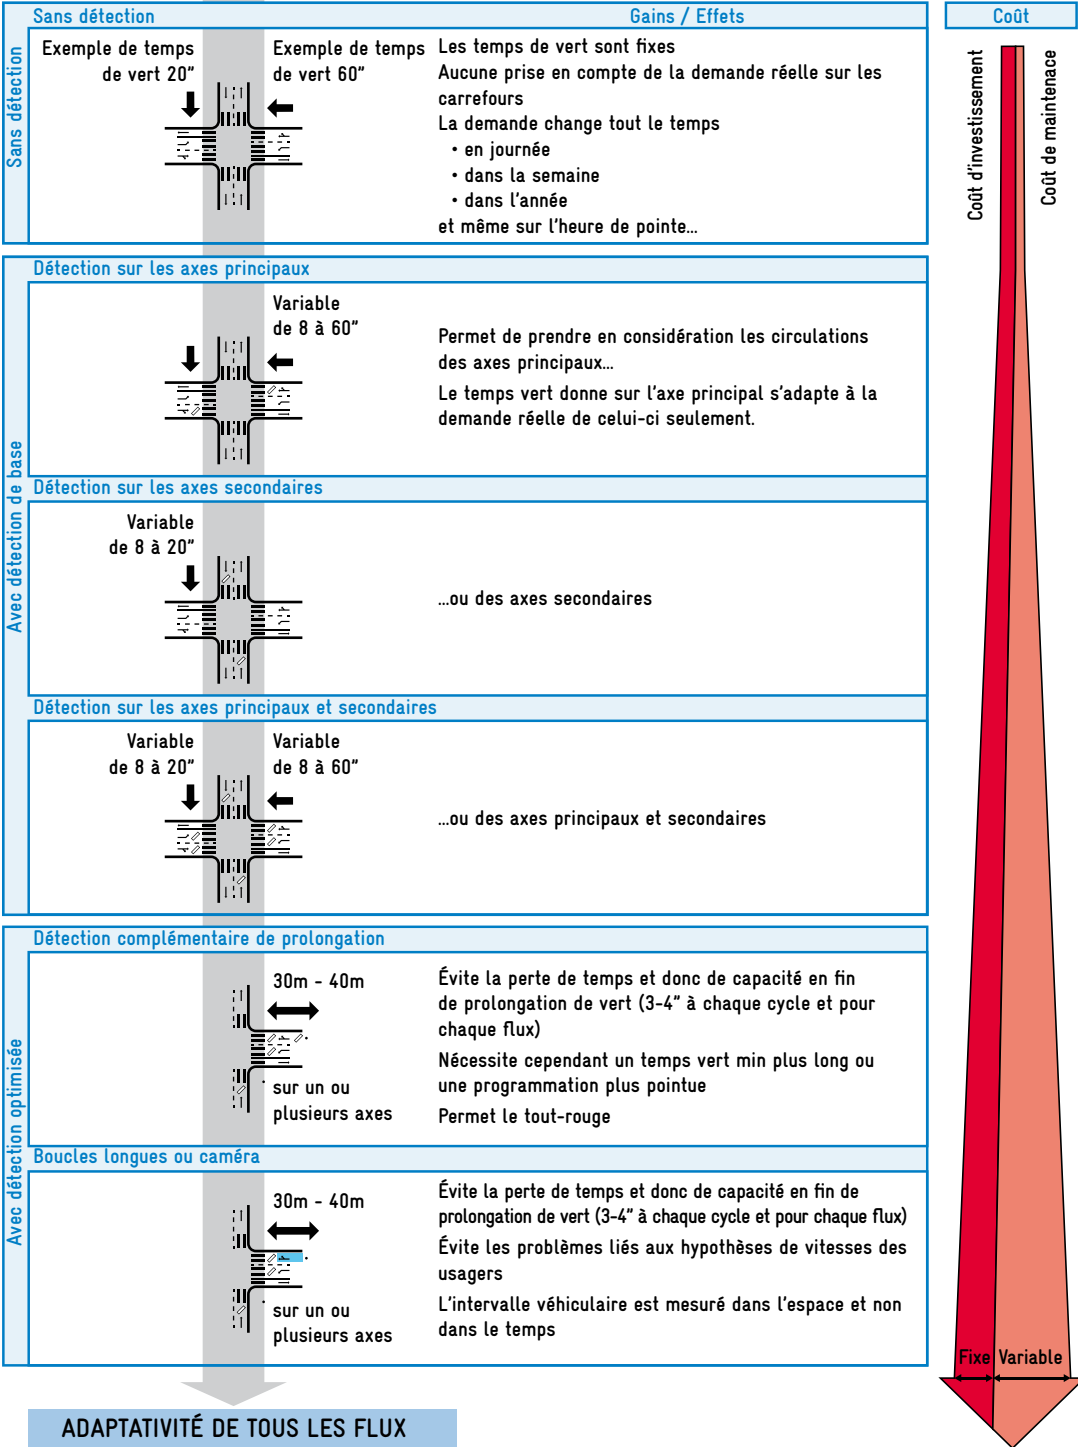 Sans détection
Gains / Effets
Coût
Sans détection
Exemple de temps
de vert 20"
Exemple de temps
de vert 60"
Les temps de vert sont fixes
Aucune prise en compte de la demande réelle sur les
carrefours
La demande change tout le temps
• en journée
• dans la semaine
• dans l'année
et même sur l'heure de pointe...
Coût d'investissement
Coût de maintenace
Avec détection de base
Détection sur les axes principaux
Variable
de 8 à 60"
Permet de prendre en considération les circulations
des axes principaux...
Le temps vert donne sur l'axe principal s'adapte à la
demande réelle de celui-ci seulement.
Détection sur les axes secondaires
Variable
de 8 à 20"
...ou des axes secondaires
Détection sur les axes principaux et secondaires
Variable
de 8 à 20"
Variable
de 8 à 60"
...ou des axes principaux et secondaires
Avec détection optimisée
Détection complémentaire de prolongation
30m - 40m
sur un ou
plusieurs axes
Évite la perte de temps et donc de capacité en fin
de prolongation de vert (3-4" à chaque cycle et pour
chaque flux)
Nécessite cependant un temps vert min plus long ou
une programmation plus pointue
Permet le tout-rouge
Boucles longues ou caméra
30m - 40m
sur un ou
plusieurs axes
Évite la perte de temps et donc de capacité en fin de
prolongation de vert (3-4" à chaque cycle et pour chaque flux)
Évite les problèmes liés aux hypothèses de vitesses des
usagers
L'intervalle véhiculaire est mesuré dans l'espace et non
dans le temps
Fixe
Variable
ADAPTATIVITÉ DE TOUS LES FLUX